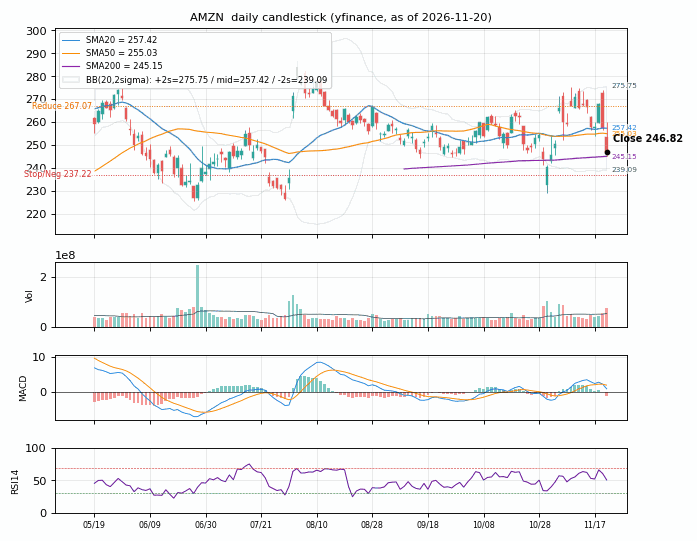 AMZN  daily candlestick (yfinance, as of 2026-11-20)
SMA20 = 257.42
SMA50 = 255.03
SMA200 = 245.15
BB(20,2sigma): +2s=275.75 / mid=257.42 / -2s=239.09
300
290
280
270
260
250
240
230
220
Reduce 267.07
Stop/Neg 237.22
275.75
257.42
Close 246.82
245.15
239.09
1e8
2
0
Vol
10
0
MACD
100
50
0
RSI14
05/19
06/09
06/30
07/21
08/10
08/28
09/18
10/08
10/28
11/17